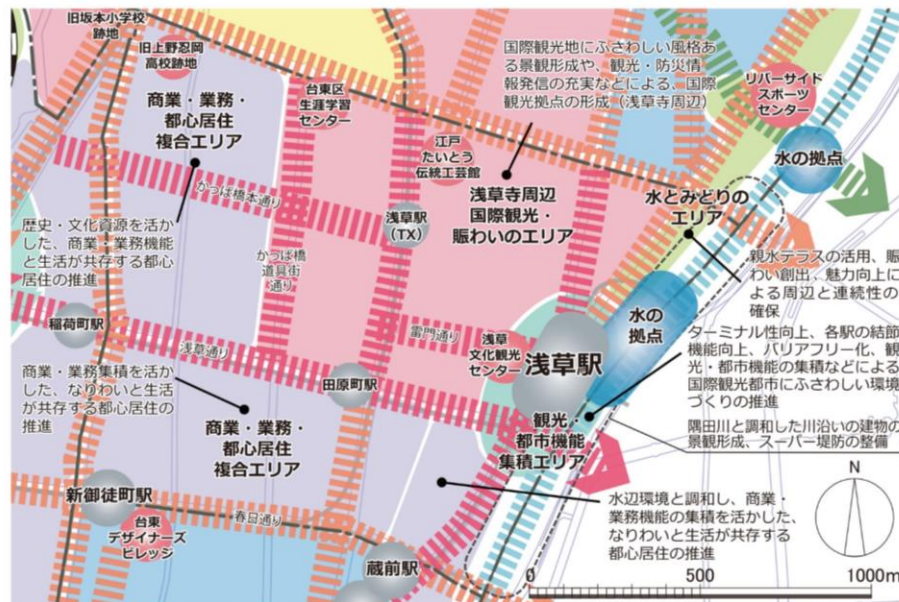 旧坂本小学校
跡地
旧上野忍岡
高校跡地
商業・業務・
都心居住
複合エリア
台東区
生涯学習
センター
国際観光地にふさわしい風格あ
る景観形成や、観光・防災情
報発信の充実などによる、国際
観光拠点の形成（浅草寺周辺）
リバーサイド
スポーツ
センター
水の拠点
江戸
たいとう
伝統工芸館
浅草寺周辺
国際観光・
賑わいのエリア
水とみどりの
エリア
かっぱ橋本通り
浅草駅
(TX)
歴史・文化資源を活か
した、商業・業務機能
と生活が共存する都心
居住の推進
かっぱ橋
道具街
通り
親水テラスの活用、賑
わい創出、魅力向上に
よる周辺と連続性の
確保
水の
拠点
稲荷町駅
浅草通り
雷門通り
浅草
文化観光
センター
浅草駅
ターミナル性向上、各駅の結節
機能向上、バリアフリー化、観
光・都市機能の集積などによる
国際観光都市にふさわしい環境
づくりの推進
商業・業務集積を活か
した、なりわいと生活
が共存する都心居住の
推進
田原町駅
商業・業務・
都心居住
複合エリア
観光・
都市機能
集積エリア
隅田川と調和した川沿いの建物の
景観形成、スーパー堤防の整備
新御徒町駅
台東
デザイナーズ
ビレッジ
春日通り
蔵前駅
水辺環境と調和し、商業・
業務機能の集積を活かした、
なりわいと生活が共存する
都心居住の推進
N
0 500 1000m